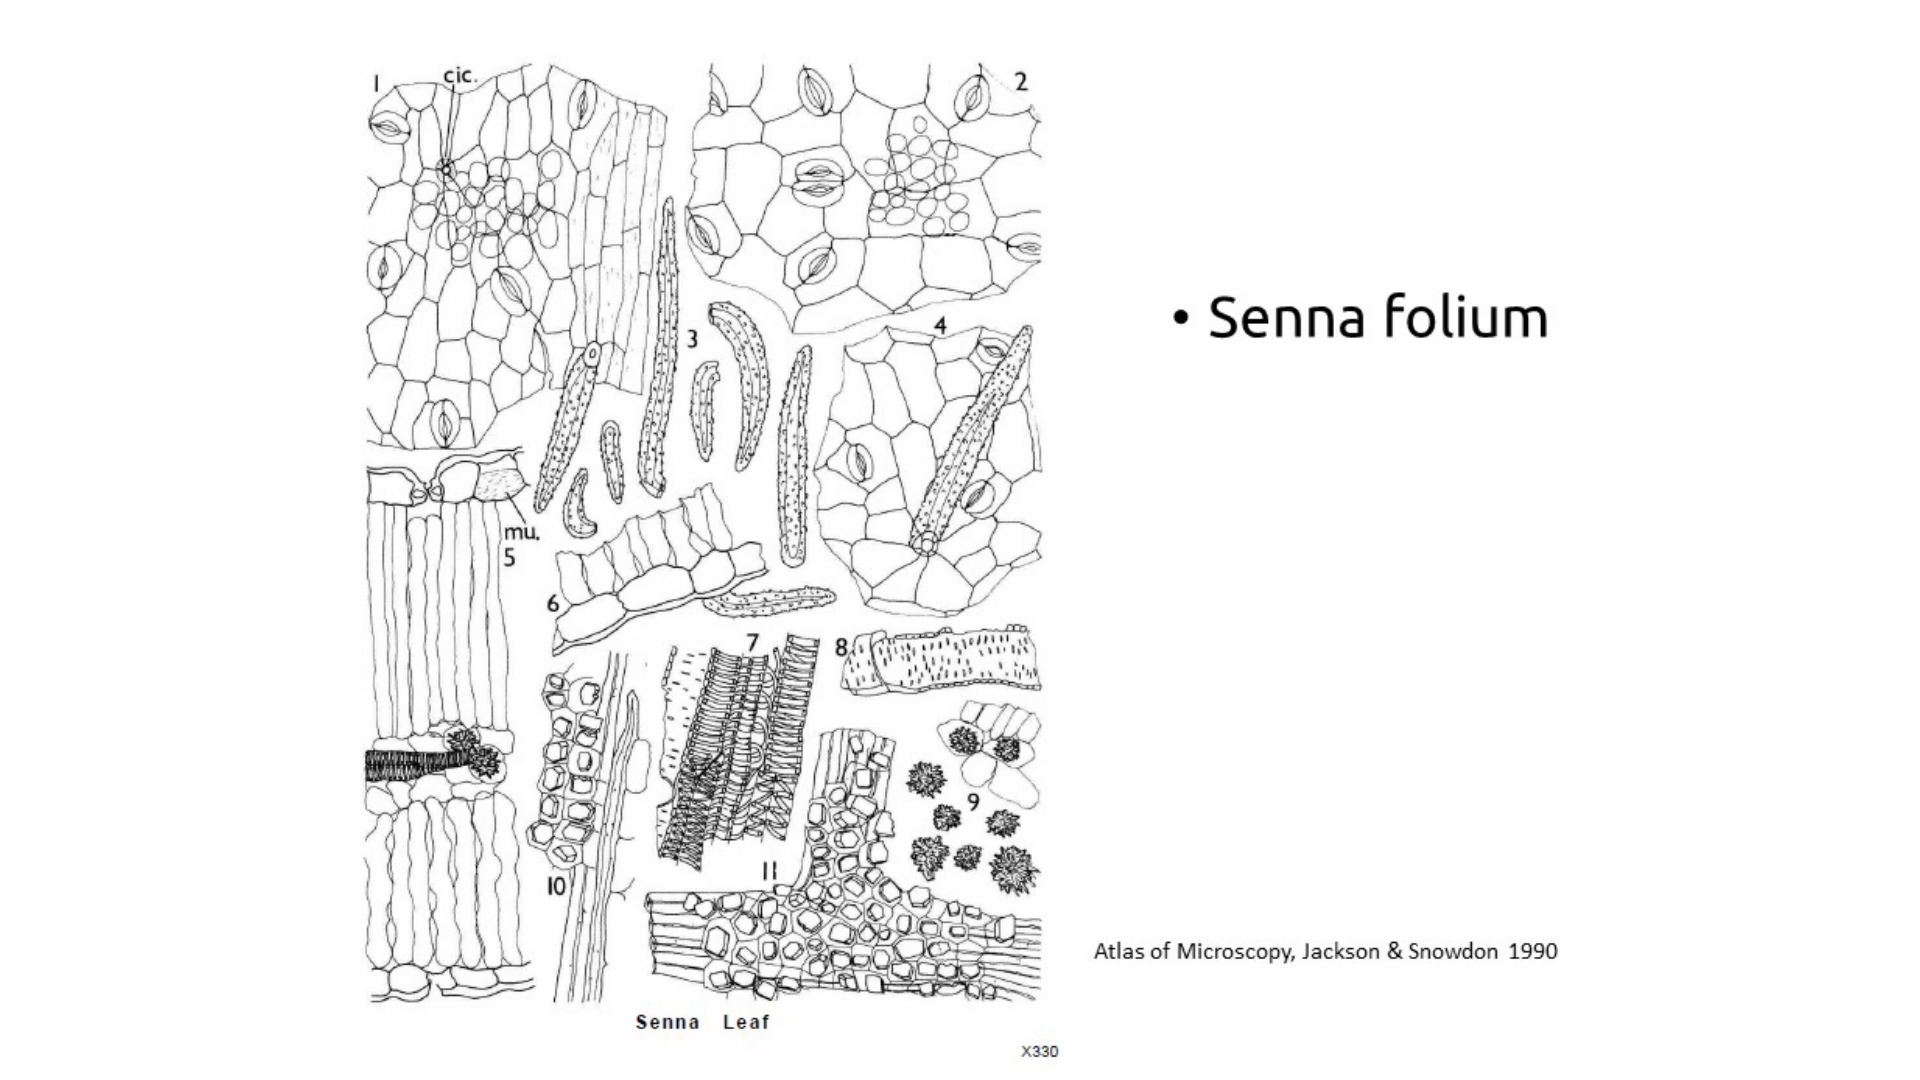 1
cic.
2
3
4
mu.
5
6
7
8
9
10
11
Senna Leaf
X330
• Senna folium
Atlas of Microscopy, Jackson & Snowdon 1990